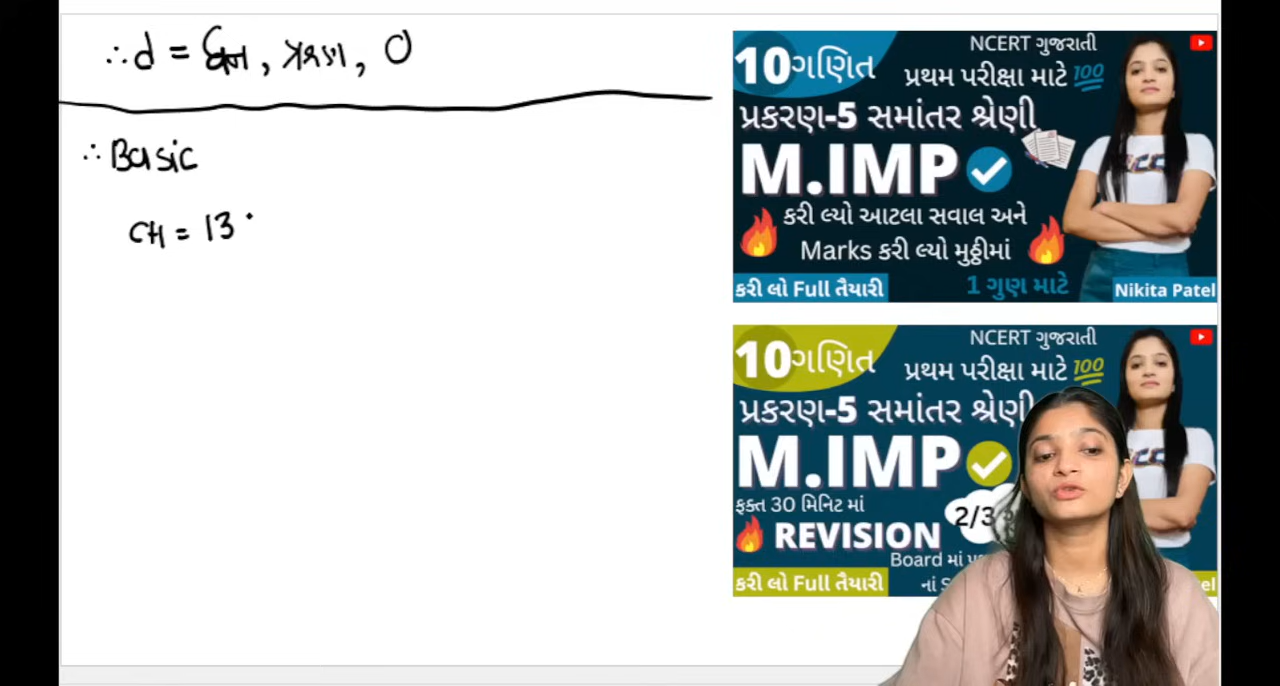 ∴ d = ધન, ઋણ, 0
∴ Basic
CH = 13
10 ગણિત
NCERT ગુજરાતી
પ્રથમ પરીક્ષા માટે 100
પ્રકરણ-5 સમાંતર શ્રેણી
M.IMP
કરી લ્યો આટલા સવાલ અને
Marks કરી લ્યો મુઠ્ઠીમાં
કરી લો Full તૈયારી
1 ગુણ માટે
Nikita Patel
10 ગણિત
NCERT ગુજરાતી
પ્રથમ પરીક્ષા માટે 100
પ્રકરણ-5 સમાંતર શ્રેણી
M.IMP
ફક્ત 30 મિનિટ માં
2/3
REVISION
Board માં
કરી લો Full તૈયારી
નાં